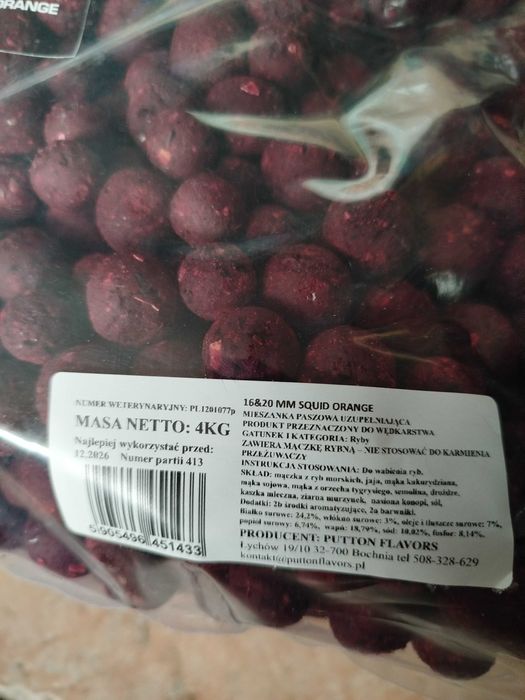 ORANGE
NUMER WETERYNARYJNY: PL1201077p
MASA NETTO: 4KG
Najlepiej wykorzystać przed:
12.2026 Numer partii 413
5905496 451433
16&20 MM SQUID ORANGE
MIESZANKA PASZOWA UZUPEŁNIAJĄCA
PRODUKT PRZEZNACZONY DO WĘDKARSTWA
GATUNEK I KATEGORIA: Ryby
ZAWIERA MĄCZKĘ RYBNĄ – NIE STOSOWAĆ DO KARMIENIA
PRZEŻUWACZY
INSTRUKCJA STOSOWANIA: Do wabienia ryb.
SKŁAD: mączka z ryb morskich, jaja, mąka kukurydziana,
mąka sojowa, mąka z orzecha tygrysiego, semolina, drożdże,
kaszka mleczna, ziarna murzynek, nasiona konopi, sól,
Dodatki: 2b środki aromatyzujące, 2a barwniki.
Białko surowe: 24,2%, włókno surowe: 3%, oleje i tłuszcze surowe: 7%,
popiół surowy: 6,74%, wapń: 18,79%, sód: 10,02%, fosfor: 8,14%.
PRODUCENT: PUTTON FLAVORS
Łychów 19/10 32-700 Bochnia tel 508-328-629
kontakt@puttonflavors.pl